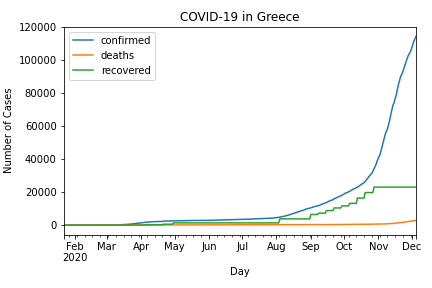 COVID-19 in Greece
120000
100000
80000
60000
40000
20000
0
Number of Cases
confirmed
deaths
recovered
Feb Mar Apr May Jun Jul Aug Sep Oct Nov Dec
2020
Day